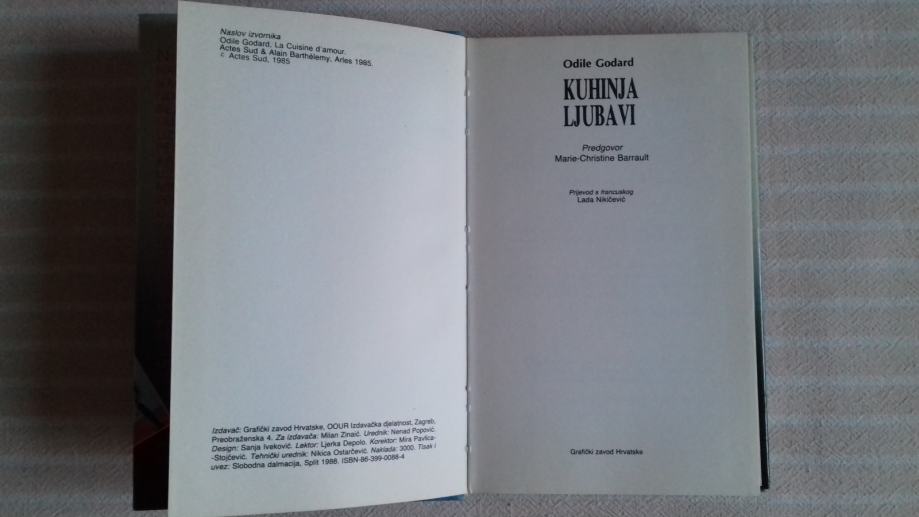 Naslov izvornika
Odile Godard, La Cuisine d'amour.
Actes Sud & Alain Barthélemy, Arles 1985.
c Actes Sud, 1985
Izdavač: Grafički zavod Hrvatske, OOUR Izdavačka djelatnost, Zagreb,
Preobraženska 4. Za izdavača: Milan Zinaić. Urednik: Nenad Popović.
Design: Sanja Iveković. Lektor: Ljerka Depolo. Korektor: Mira Pavlica-
-Stojčević. Tehnički urednik: Nikica Ostarčević. Naklada: 3000. Tisak i
uvez: Slobodna dalmacija, Split 1988. ISBN-86-399-0088-4
Odile Godard
KUHINJA
LJUBAVI
Predgovor
Marie-Christine Barrault
Prijevod s francuskog
Lada Nikičević
Grafički zavod Hrvatske